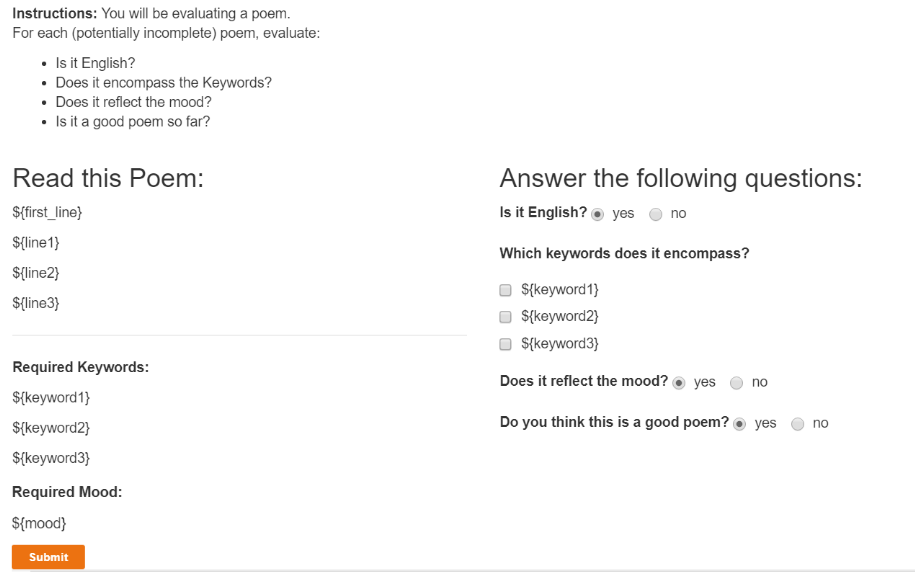 Instructions: You will be evaluating a poem.
For each (potentially incomplete) poem, evaluate:
• Is it English?
• Does it encompass the Keywords?
• Does it reflect the mood?
• Is it a good poem so far?
Read this Poem:
${first_line}
${line1}
${line2}
${line3}
Required Keywords:
${keyword1}
${keyword2}
${keyword3}
Required Mood:
${mood}
Submit
Answer the following questions:
Is it English? yes no
Which keywords does it encompass?
${keyword1}
${keyword2}
${keyword3}
Does it reflect the mood? yes no
Do you think this is a good poem? yes no